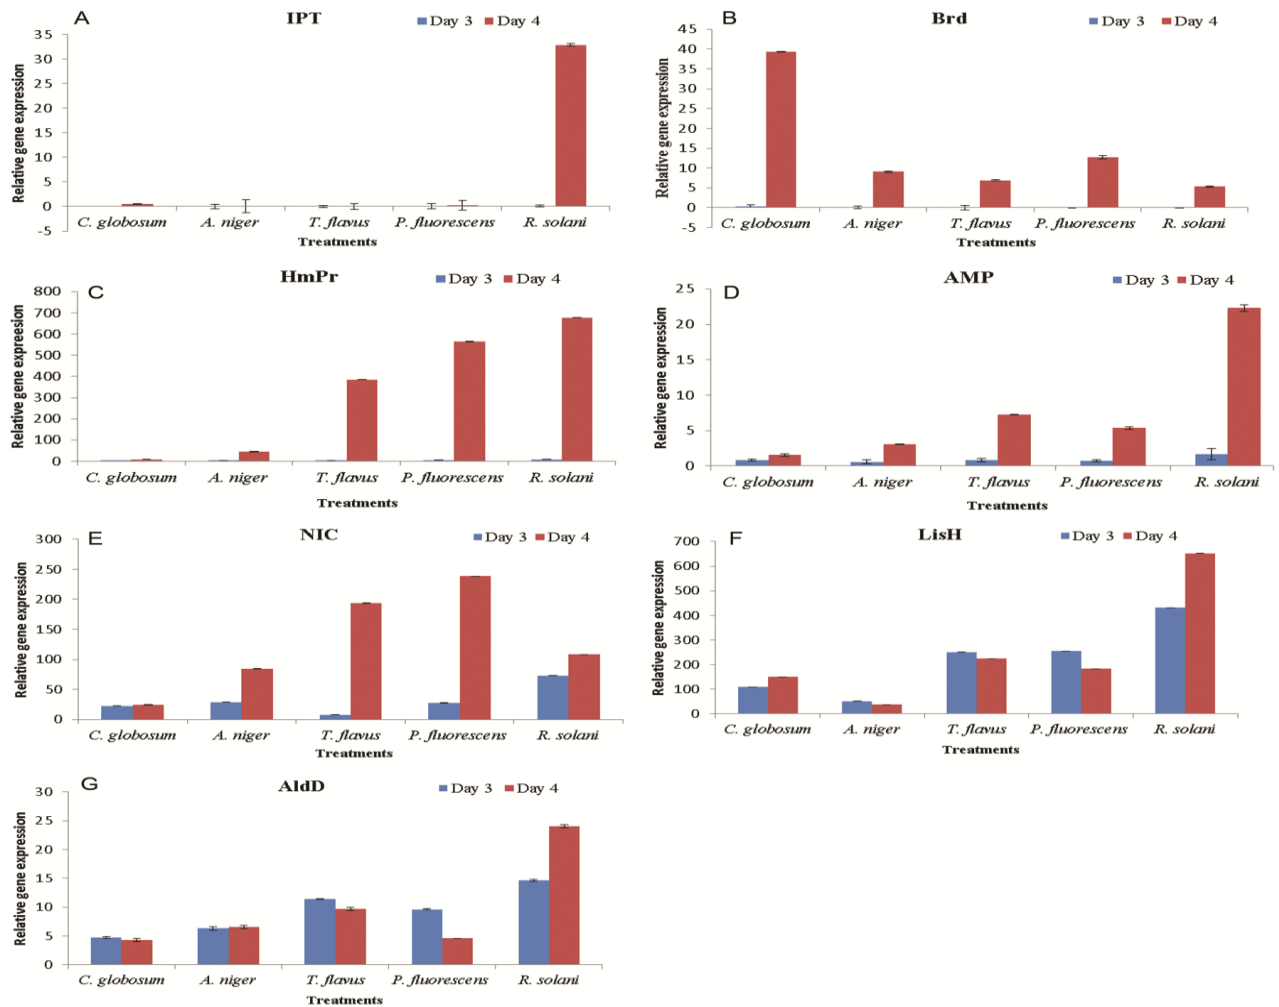 A
IPT
Day 3 Day 4
Relative gene expression
35
30
25
20
15
10
5
0
-5
C. globosum A. niger T. flavus P. fluorescens R. solani
Treatments
B
Brd
Day 3 Day 4
Relative gene expression
45
40
35
30
25
20
15
10
5
0
-5
C. globosum A. niger T. flavus P. fluorescens R. solani
Treatments
C
HmPr
Day 3 Day 4
Relative gene expreesion
800
700
600
500
400
300
200
100
0
C. globosum A. niger T. flavus P. fluorescens R. solani
Treatments
D
AMP
Day 3 Day 4
Relative gene expression
25
20
15
10
5
0
C. globosum A. niger T. flavus P. fluorescens R. solani
Treatments
E
NIC
Day 3 Day 4
Relative gene expression
300
250
200
150
100
50
0
C. globosum A. niger T. flavus P. fluorescens R. solani
Treatments
F
LisH
Day 3 Day 4
Relative gene expression
700
600
500
400
300
200
100
0
C. globosum A. niger T. flavus P. fluorescens R. solani
Treatments
G
AldD
Day 3 Day 4
Relative gene expression
30
25
20
15
10
5
0
C. globosum A. niger T. flavus P. fluorescens R. solani
Treatments